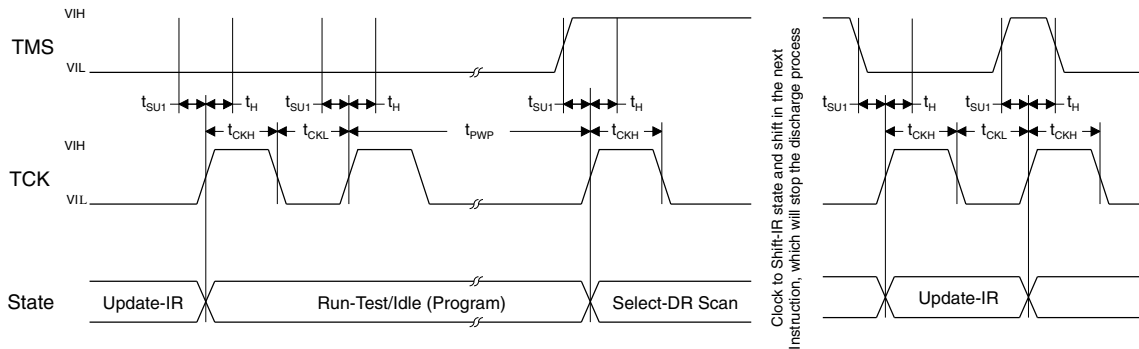 VIH
TMS
VIL
tSU1 tH tSU1 tH tSU1 tH tSU1 tH tSU1 tH
tCKH tCKL tPWP tCKH tCKH tCKL tCKH
VIH
TCK
VIL
State
Update-IR
Run-Test/Idle (Program)
Select-DR Scan
Clock to Shift-IR state and shift in the next
Instruction, which will stop the discharge process
Update-IR